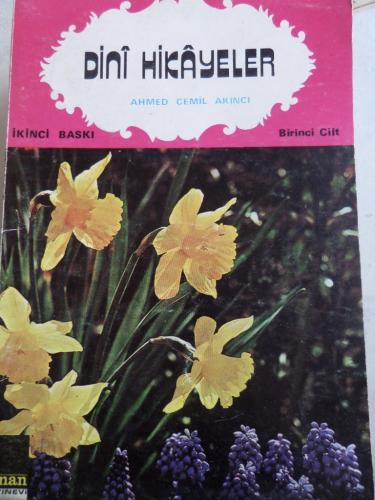 DİNÎ HİKÂYELER
AHMED CEMİL AKINCI
İKİNCİ BASKI
Birinci Cilt